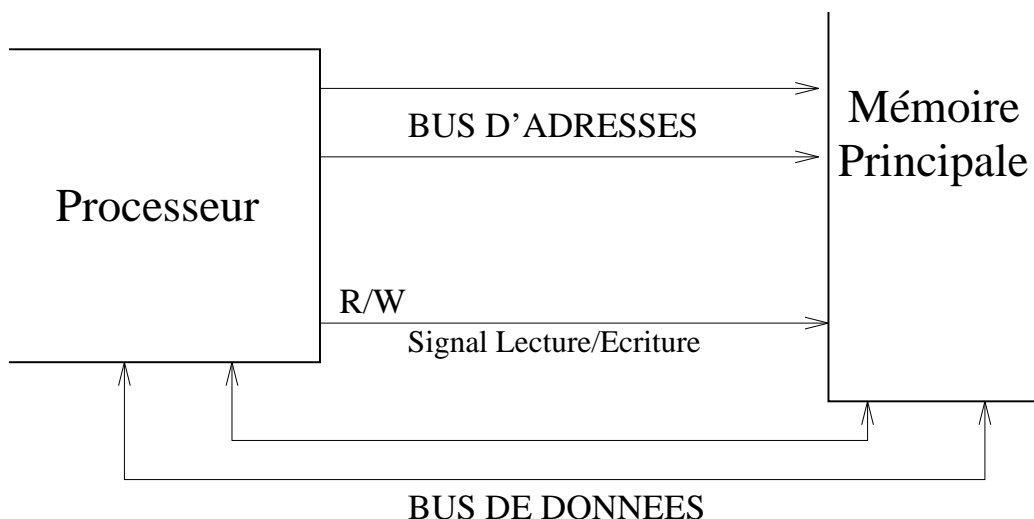 Processeur
BUS D'ADRESSES
Mémoire
Principale
R/W
Signal Lecture/Ecriture
BUS DE DONNEES